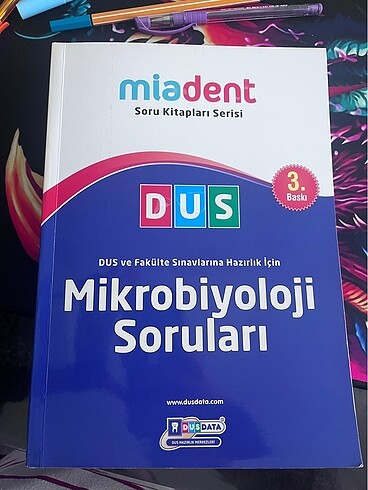 miadent
Soru Kitapları Serisi
3.
Baskı
DUS
DUS ve Fakülte Sınavlarına Hazırlık İçin
Mikrobiyoloji
Soruları
www.dusdata.com
DUSDATA
DUS HAZIRLIK MERKEZLERİ